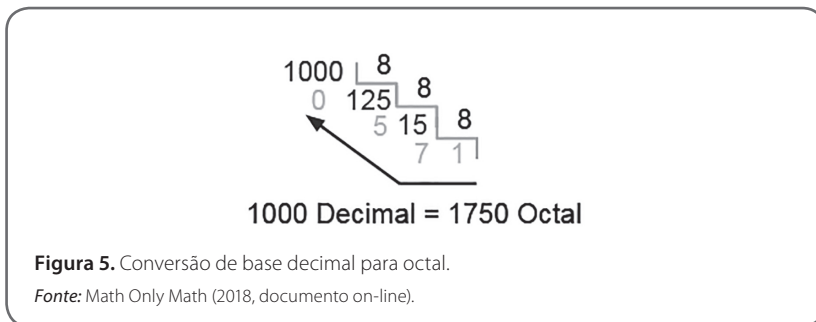 1000 8
0 125 8
5 15 8
7 1
1000 Decimal = 1750 Octal
Figura 5. Conversão de base decimal para octal.
Fonte: Math Only Math (2018, documento on-line).